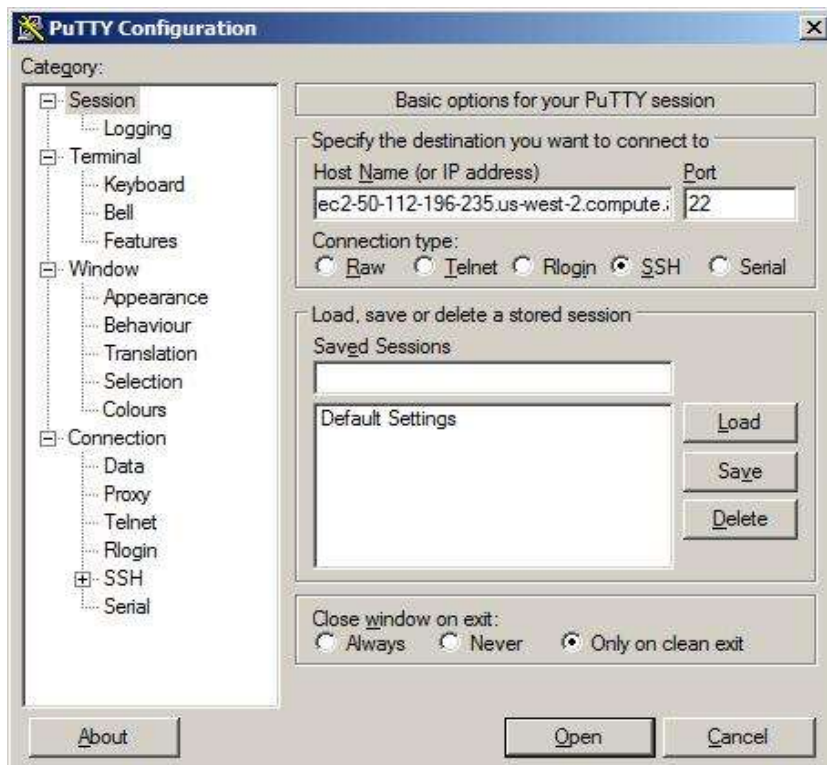 PuTTY Configuration
Category:
Session
Logging
Terminal
Keyboard
Bell
Features
Window
Appearance
Behaviour
Translation
Selection
Colours
Connection
Data
Proxy
Telnet
Rlogin
SSH
Serial
Basic options for your PuTTY session
Specify the destination you want to connect to
Host Name (or IP address) Port
ec2-50-112-196-235.us-west-2.compute. 22
Connection type:
Raw Telnet Rlogin SSH Serial
Load, save or delete a stored session
Saved Sessions
Default Settings
Load
Save
Delete
Close window on exit:
Always Never Only on clean exit
About Open Cancel